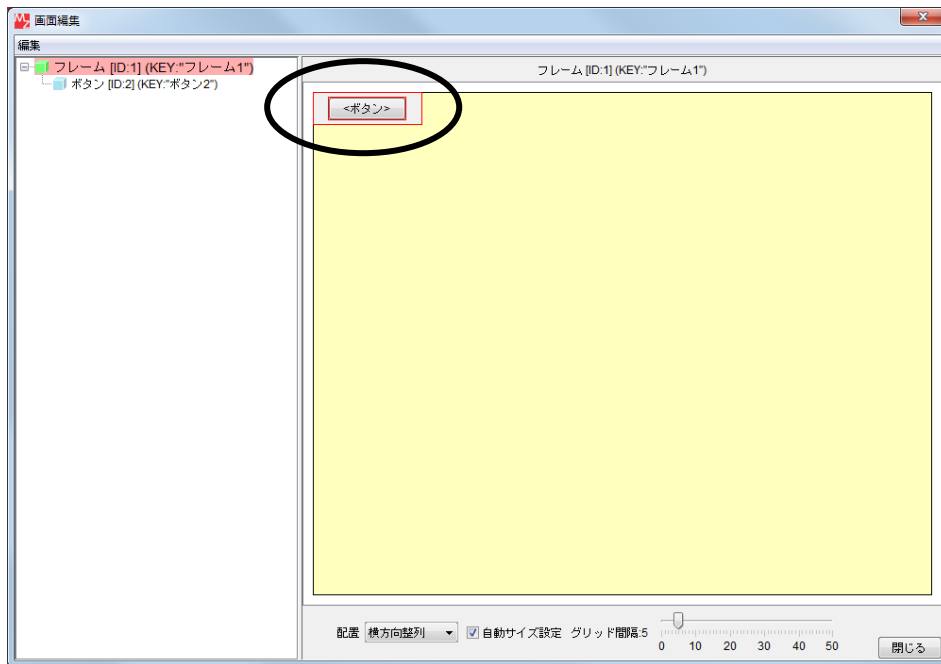 画面編集
編集
フレーム [ID:1] (KEY:"フレーム1")
ボタン [ID:2] (KEY:"ボタン2")
フレーム [ID:1] (KEY:"フレーム1")
<ボタン>
配置 横方向整列 自動サイズ設定 グリッド間隔:5
0 10 20 30 40 50
閉じる